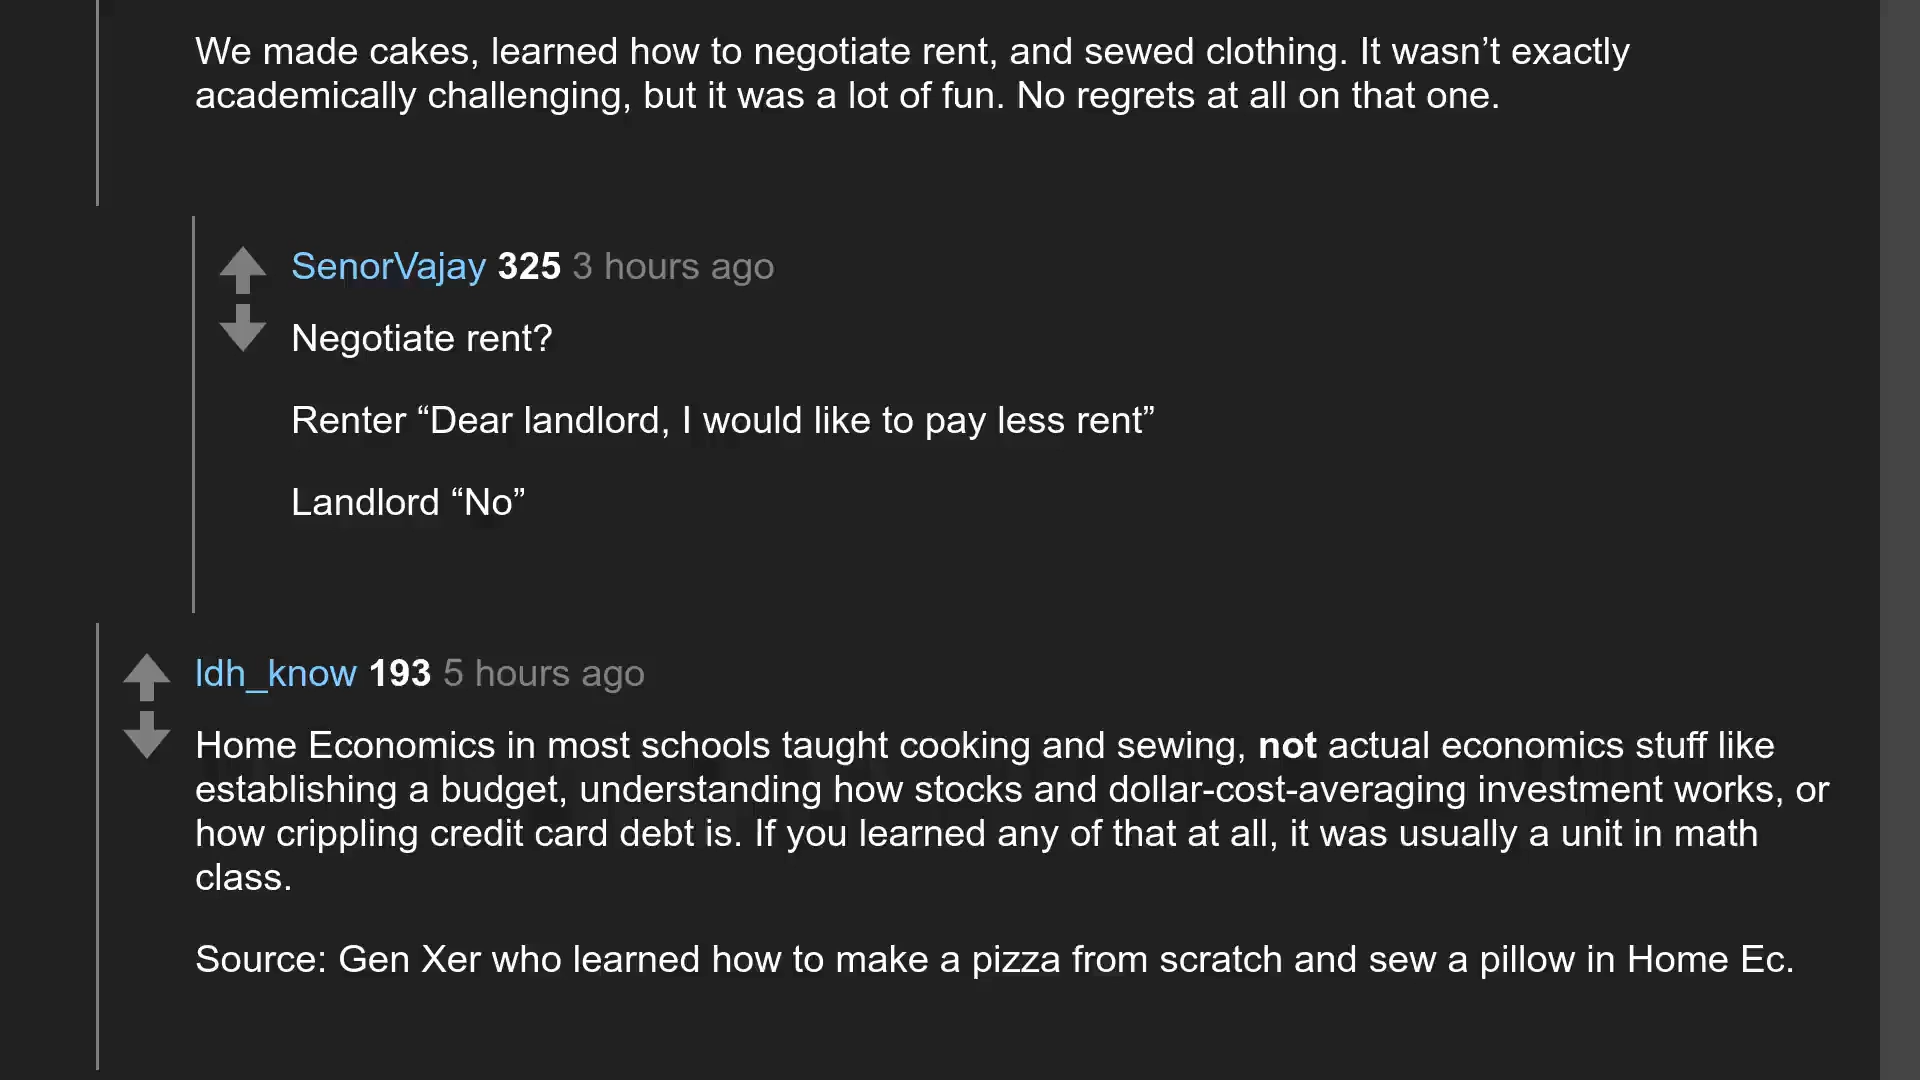 We made cakes, learned how to negotiate rent, and sewed clothing. It wasn’t exactly
academically challenging, but it was a lot of fun. No regrets at all on that one.
SenorVajay 325 3 hours ago
Negotiate rent?
Renter “Dear landlord, I would like to pay less rent”
Landlord “No”
ldh_know 193 5 hours ago
Home Economics in most schools taught cooking and sewing, not actual economics stuff like
establishing a budget, understanding how stocks and dollar-cost-averaging investment works, or
how crippling credit card debt is. If you learned any of that at all, it was usually a unit in math
class.
Source: Gen Xer who learned how to make a pizza from scratch and sew a pillow in Home Ec.